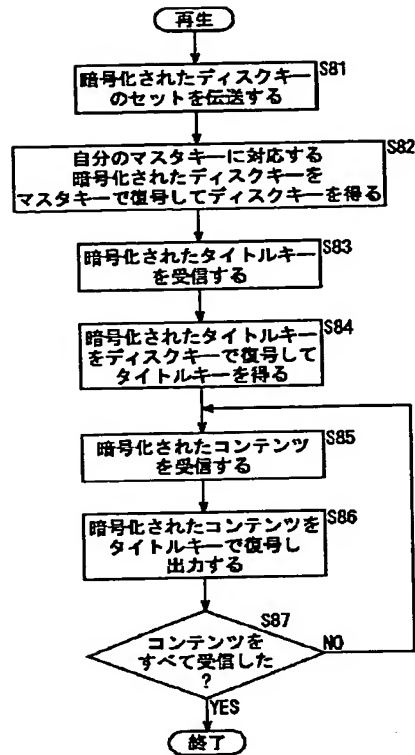 再生
暗号化されたディスクキー
のセットを伝送する
S81
自分のマスタキーに対応する
暗号化されたディスクキーを
マスタキーで復号してディスクキーを得る
S82
暗号化されたタイトルキー
を受信する
S83
暗号化されたタイトルキー
をディスクキーで復号して
タイトルキーを得る
S84
暗号化されたコンテンツ
を受信する
S85
暗号化されたコンテンツを
タイトルキーで復号し
出力する
S86
S87
コンテンツを
すべて受信した
?
NO
YES
終了